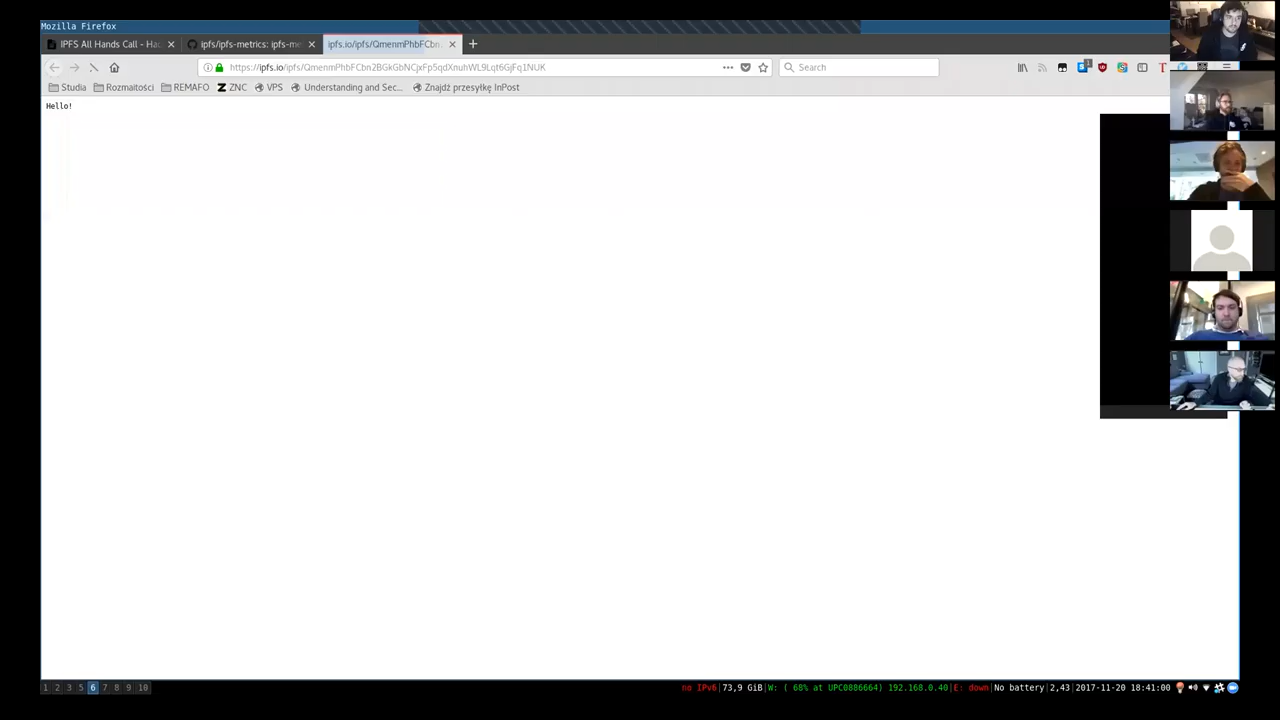 Mozilla Firefox
IPFS All Hands Call - Hac
ipfs/ipfs-metrics: ipfs-me
ipfs.io/ipfs/QmenmPhbFCbn
https://ipfs.io/ipfs/QmenmPhbFCbn2BGkGbNCjxFp5qdXnuhWL9Lqt6GjFq1NUK
Search
Studia
Rozmaitości
REMAFO
ZNC
VPS
Understanding and Sec...
Znajdź przesyłkę InPost
Hello!
1 2 3 5 6 7 8 9 10
no IPv6|73,9 GiB|W: ( 68% at UPC0886664) 192.168.0.40|E: down|No battery|2,43|2017-11-20 18:41:00